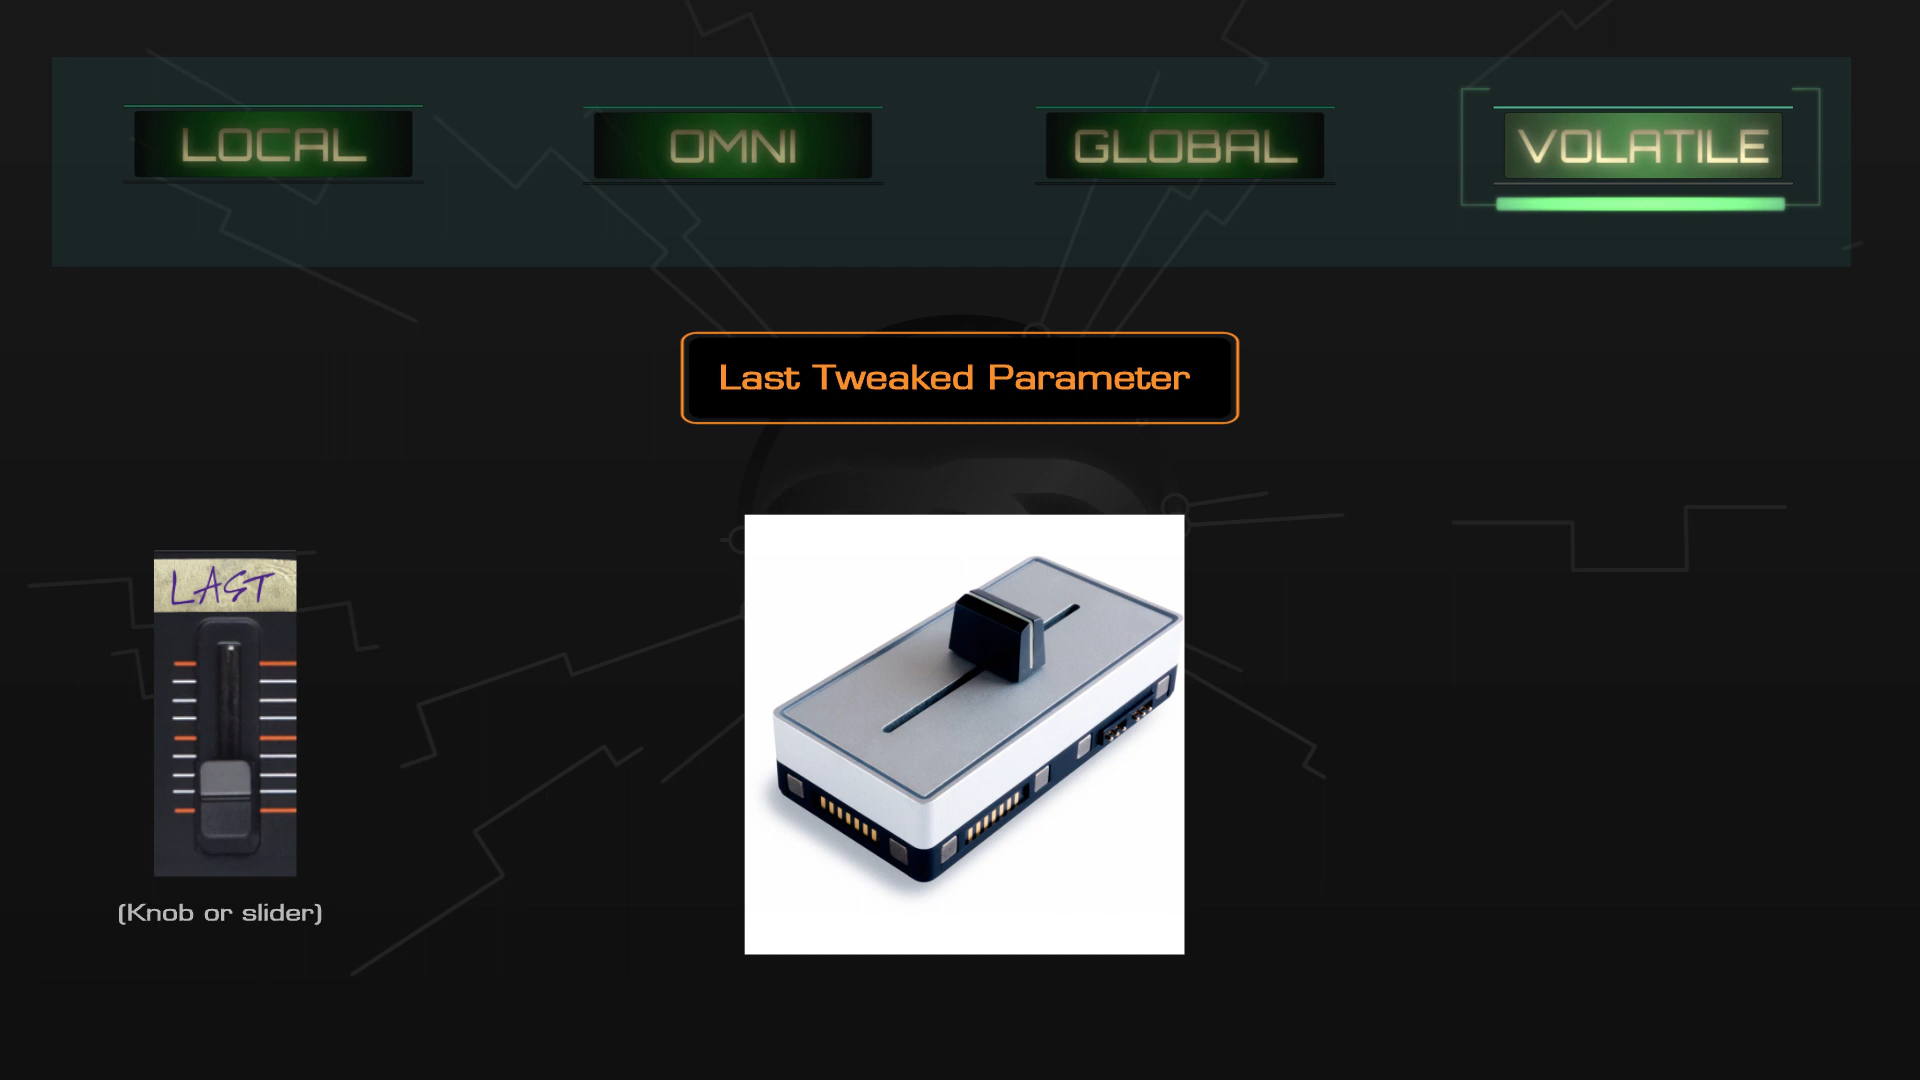 LOCAL
OMNI
GLOBAL
VOLATILE
Last Tweaked Parameter
LAST
(Knob or slider)